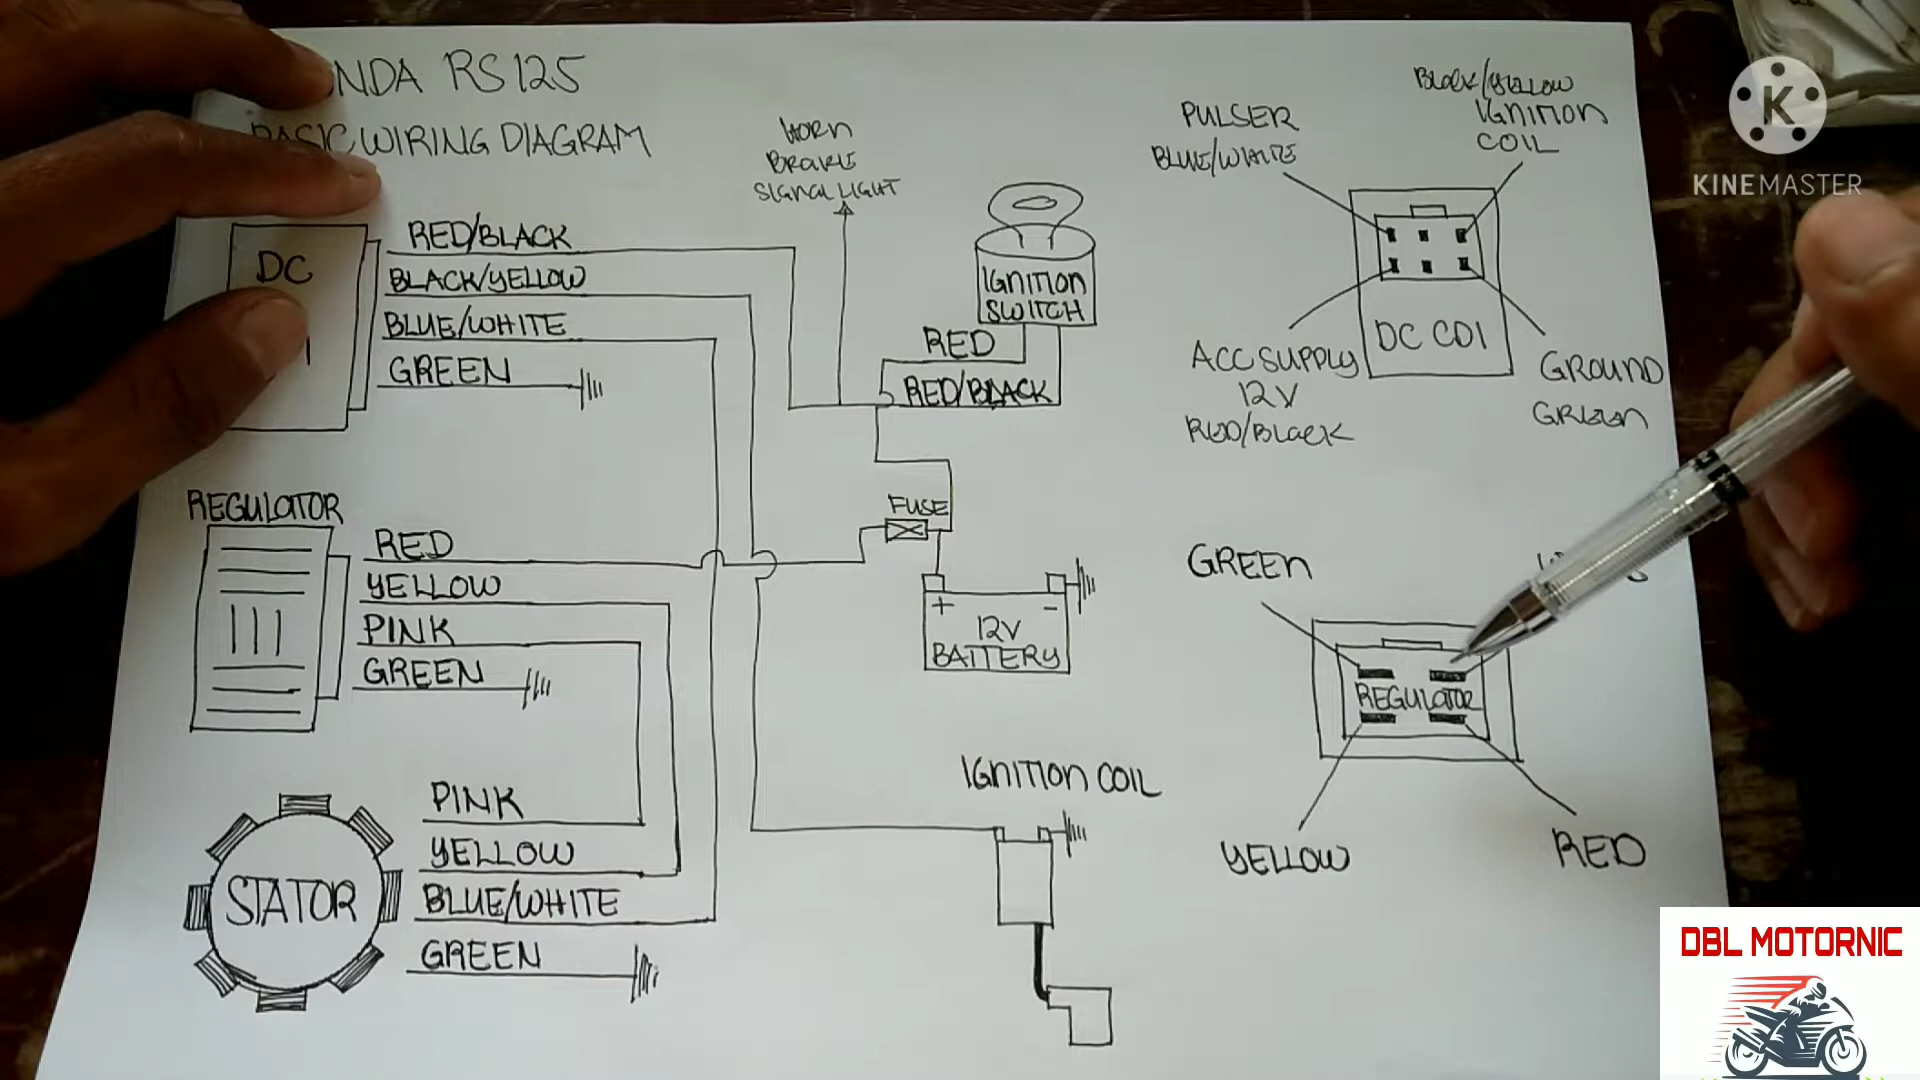 NDA RS125
BASIC WIRING DIAGRAM
HORN
BRAKE
SIGNAL LIGHT
PULSER
BLUE/WHITE
BLACK/YELLOW
IGNITION
COIL
KINEMASTER
DC
RED/BLACK
BLACK/YELLOW
BLUE/WHITE
GREEN
IGNITION
SWITCH
RED
RED/BLACK
DC CDI
ACC SUPPLY
12V
RED/BLACK
GROUND
GREEN
REGULATOR
RED
YELLOW
PINK
GREEN
FUSE
+ -
12V
BATTERY
GREEN
REGULATOR
YELLOW
RED
STATOR
PINK
YELLOW
BLUE/WHITE
GREEN
IGNITION COIL
DBL MOTORNIC